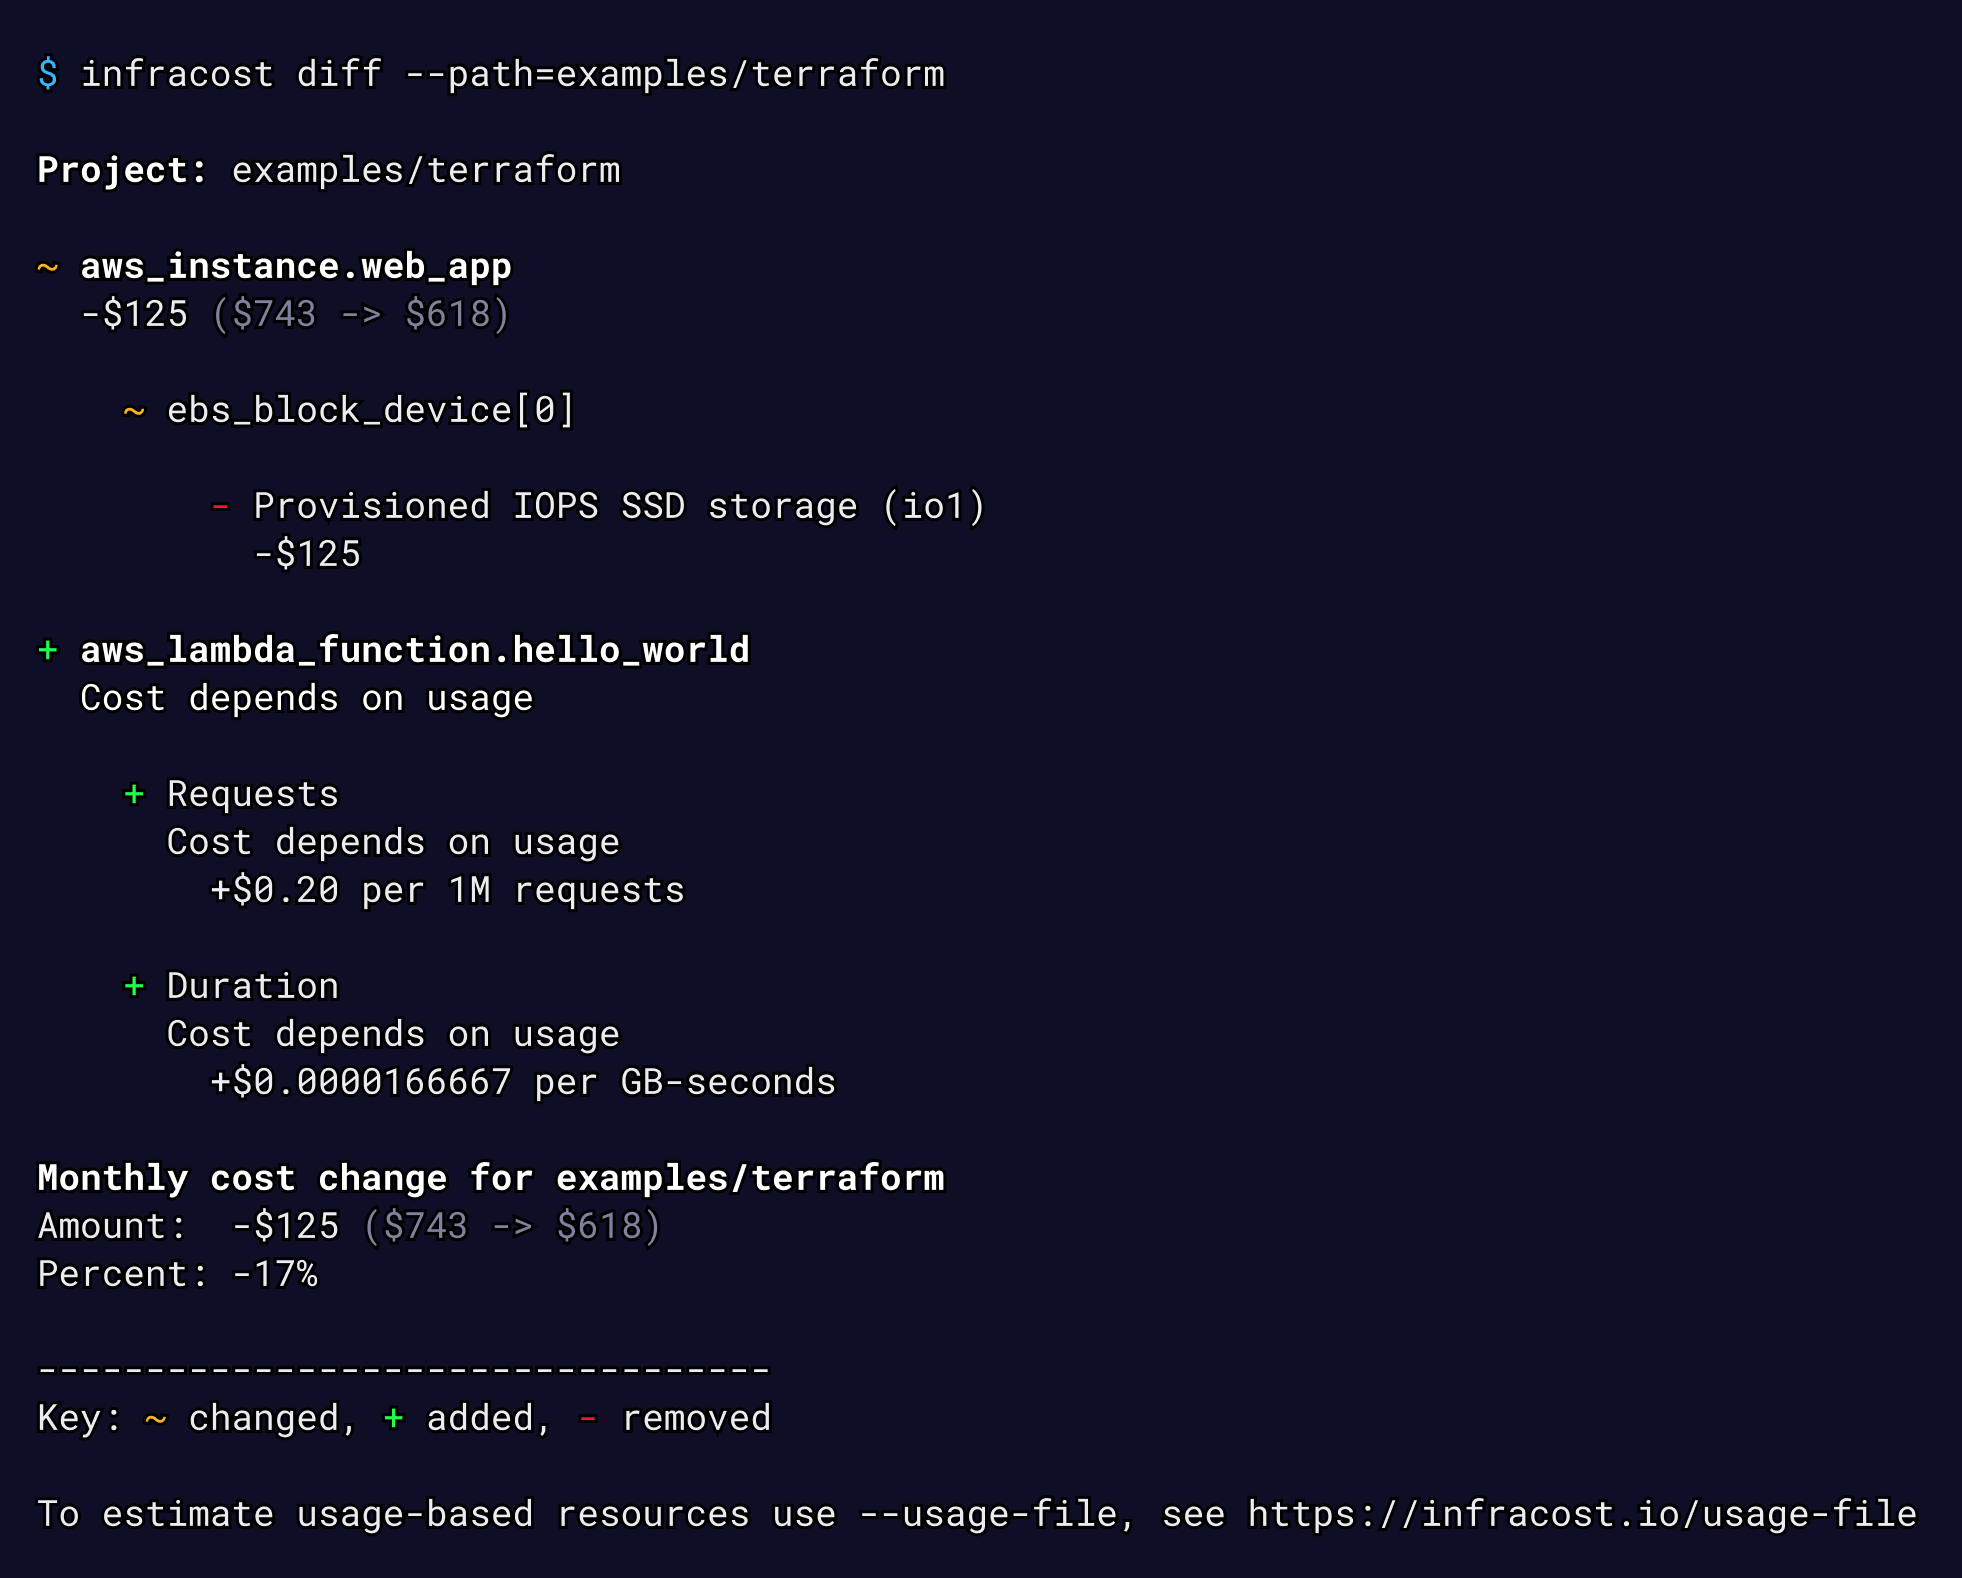 $ infracost diff --path=examples/terraform
Project: examples/terraform
~ aws_instance.web_app
-$125 ($743 -> $618)
~ ebs_block_device[0]
- Provisioned IOPS SSD storage (io1)
-$125
+ aws_lambda_function.hello_world
Cost depends on usage
+ Requests
Cost depends on usage
+$0.20 per 1M requests
+ Duration
Cost depends on usage
+$0.0000166667 per GB-seconds
Monthly cost change for examples/terraform
Amount:  -$125 ($743 -> $618)
Percent: -17%
----------------------------------
Key: ~ changed, + added, - removed
To estimate usage-based resources use --usage-file, see https://infracost.io/usage-file